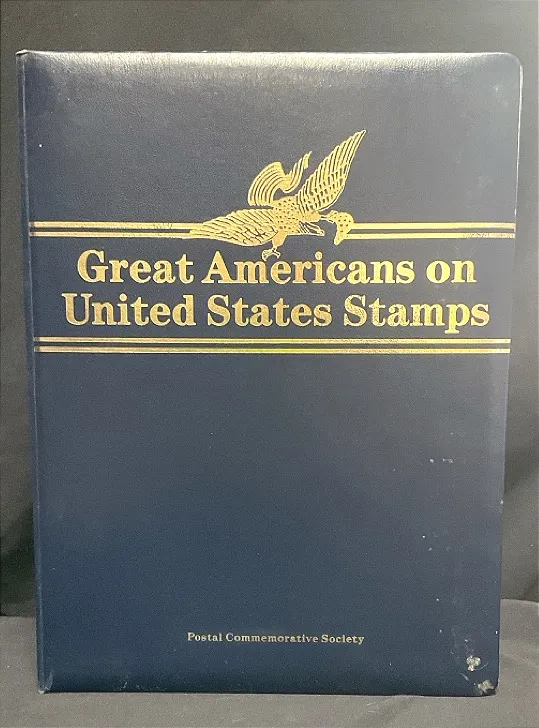 Great Americans on
United States Stamps
Postal Commemorative Society